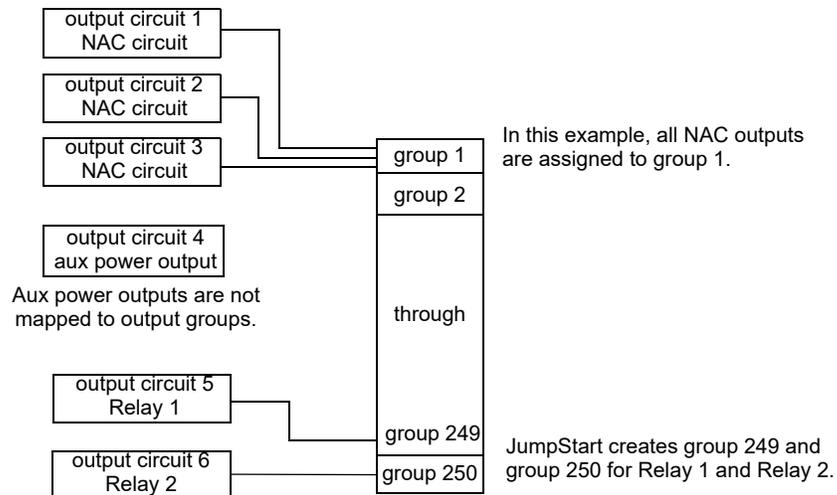 output circuit 1
NAC circuit
output circuit 2
NAC circuit
output circuit 3
NAC circuit
group 1
In this example, all NAC outputs
are assigned to group 1.
group 2
output circuit 4
aux power output
Aux power outputs are not
mapped to output groups.
through
output circuit 5
Relay 1
group 249
output circuit 6
Relay 2
group 250
JumpStart creates group 249 and
group 250 for Relay 1 and Relay 2.